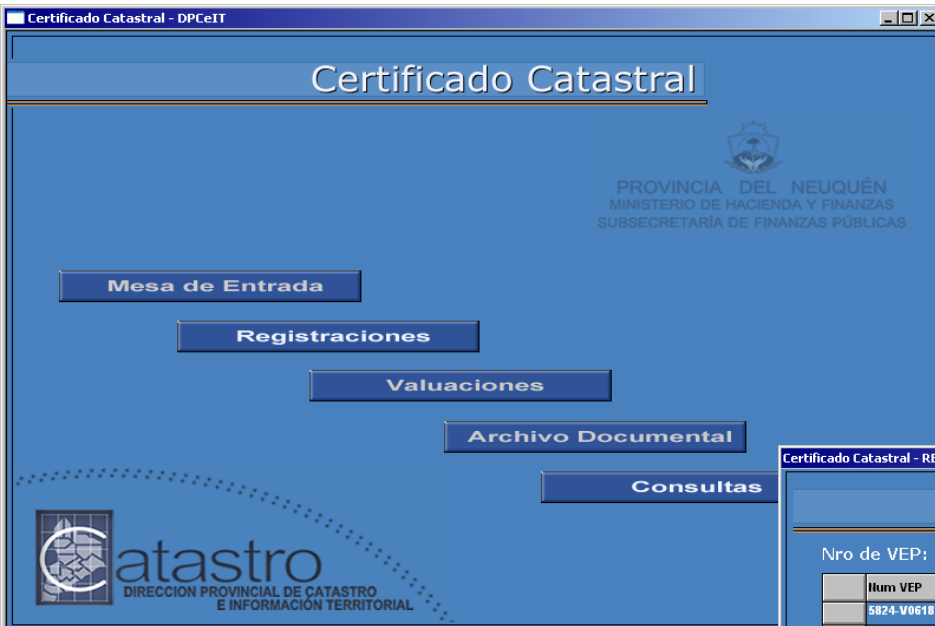 Certificado Catastral - DPCeIT
Certificado Catastral
PROVINCIA DEL NEUQUÉN
MINISTERIO DE HACIENDA Y FINANZAS
SUBSECRETARÍA DE FINANZAS PÚBLICAS
Mesa de Entrada
Registraciones
Valuaciones
Archivo Documental
Consultas
Catastro
DIRECCION PROVINCIAL DE CATASTRO
E INFORMACIÓN TERRITORIAL
Certificado Catastral - RE
Nro de VEP:
Num VEP
5824-V0618